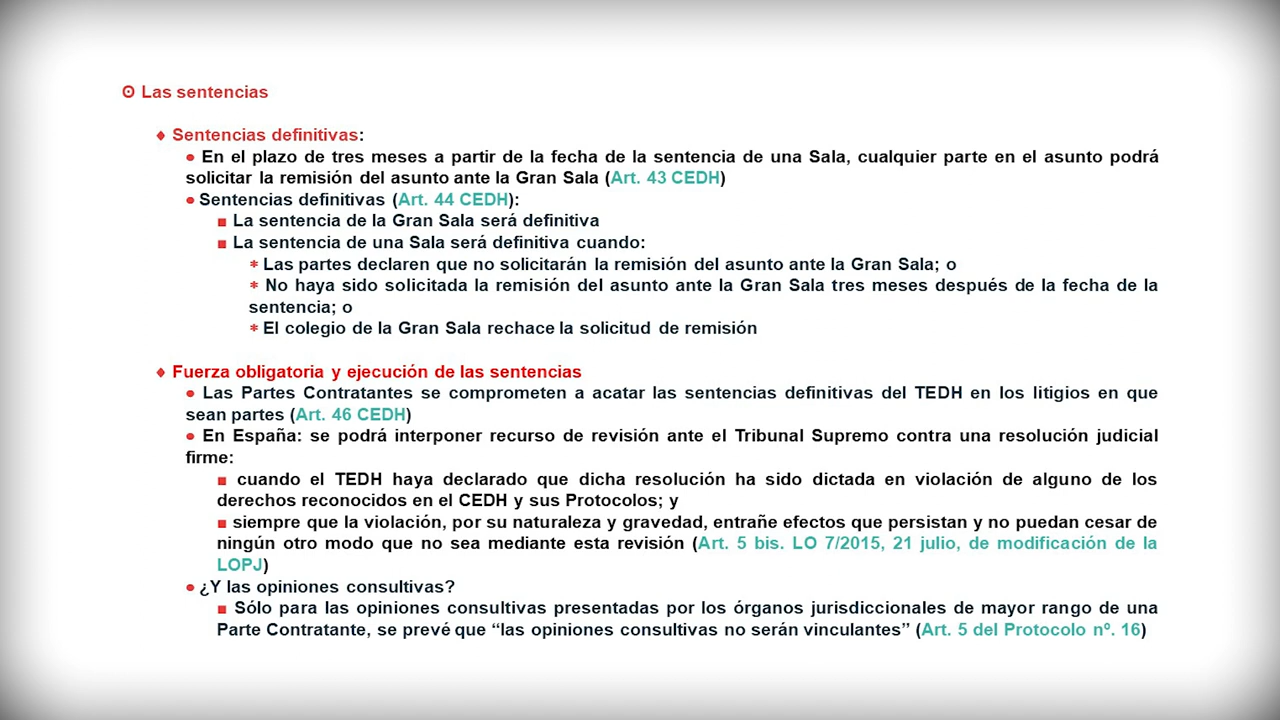 ʘ Las sentencias
♦ Sentencias definitivas:
● En el plazo de tres meses a partir de la fecha de la sentencia de una Sala, cualquier parte en el asunto podrá
solicitar la remisión del asunto ante la Gran Sala (Art. 43 CEDH)
● Sentencias definitivas (Art. 44 CEDH):
■ La sentencia de la Gran Sala será definitiva
■ La sentencia de una Sala será definitiva cuando:
* Las partes declaren que no solicitarán la remisión del asunto ante la Gran Sala; o
* No haya sido solicitada la remisión del asunto ante la Gran Sala tres meses después de la fecha de la
sentencia; o
* El colegio de la Gran Sala rechace la solicitud de remisión
♦ Fuerza obligatoria y ejecución de las sentencias
● Las Partes Contratantes se comprometen a acatar las sentencias definitivas del TEDH en los litigios en que
sean partes (Art. 46 CEDH)
● En España: se podrá interponer recurso de revisión ante el Tribunal Supremo contra una resolución judicial
firme:
■ cuando el TEDH haya declarado que dicha resolución ha sido dictada en violación de alguno de los
derechos reconocidos en el CEDH y sus Protocolos; y
■ siempre que la violación, por su naturaleza y gravedad, entrañe efectos que persistan y no puedan cesar de
ningún otro modo que no sea mediante esta revisión (Art. 5 bis. LO 7/2015, 21 julio, de modificación de la
LOPJ)
● ¿Y las opiniones consultivas?
■ Sólo para las opiniones consultivas presentadas por los órganos jurisdiccionales de mayor rango de una
Parte Contratante, se prevé que “las opiniones consultivas no serán vinculantes” (Art. 5 del Protocolo nº. 16)